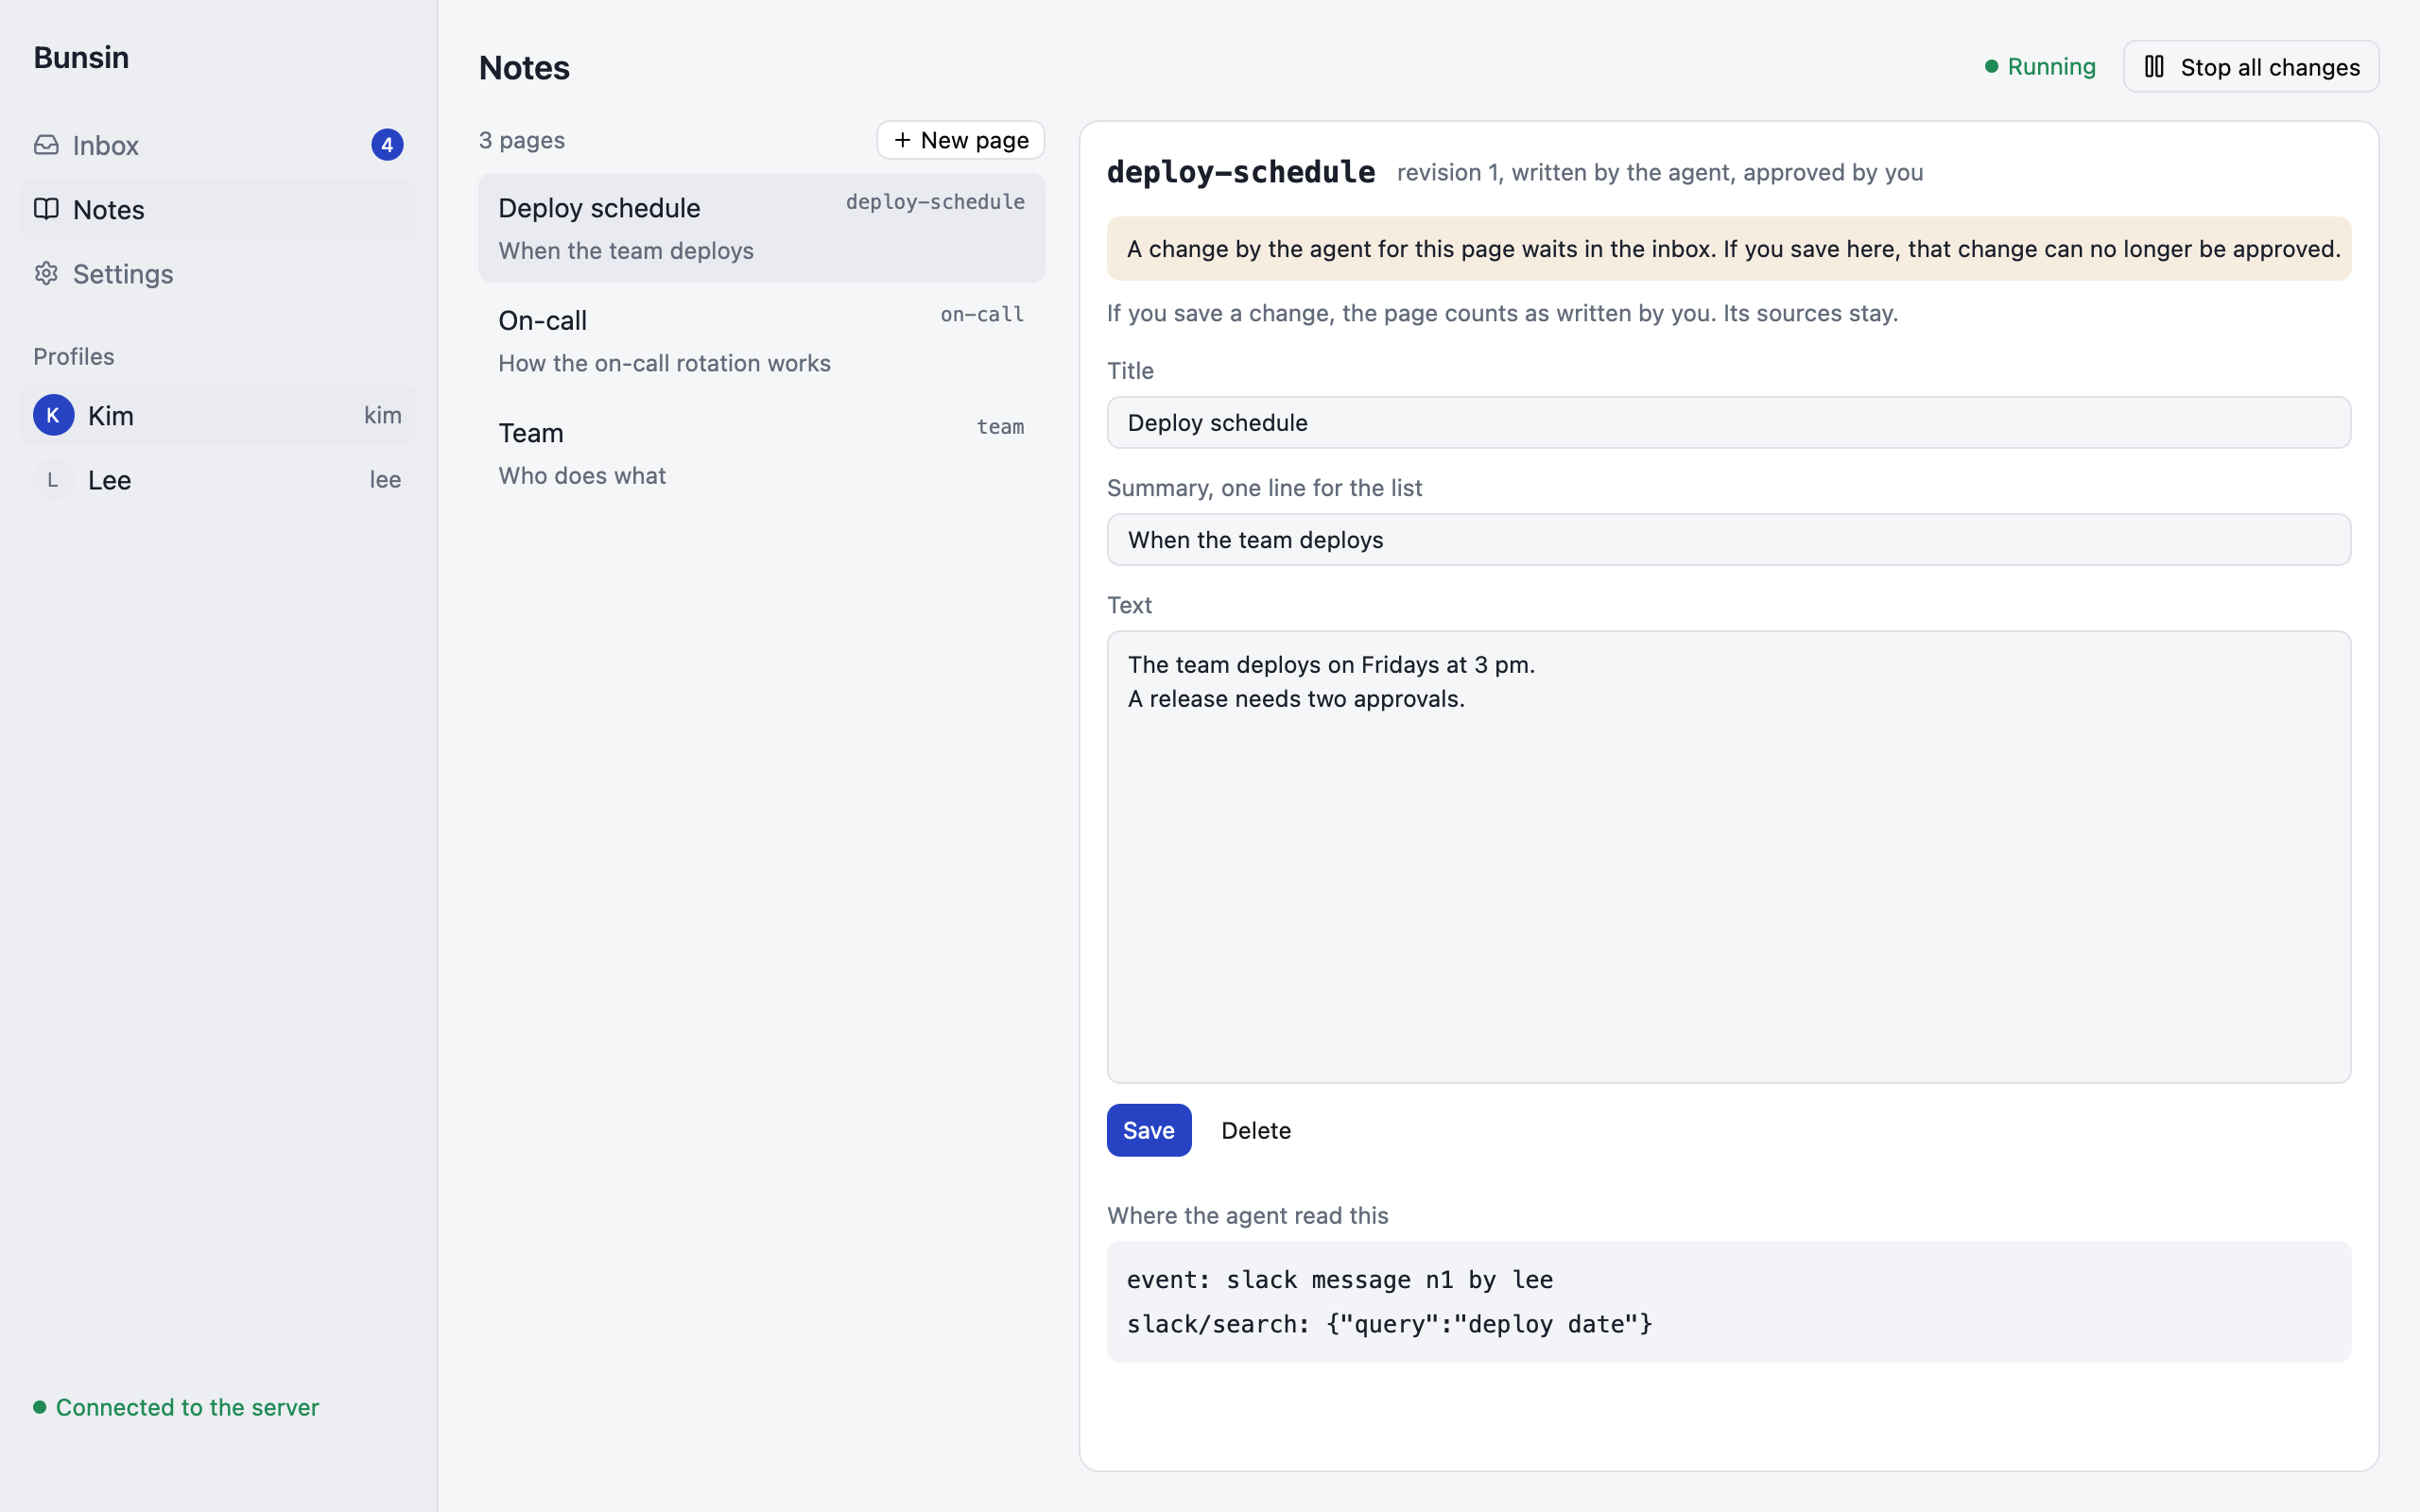 Bunsin
Inbox 4
Notes
Settings
Profiles
K Kim kim
L Lee lee
Connected to the server
Notes
Running
Stop all changes
3 pages
+ New page
Deploy schedule deploy-schedule
When the team deploys
On-call on-call
How the on-call rotation works
Team team
Who does what
deploy-schedule revision 1, written by the agent, approved by you
A change by the agent for this page waits in the inbox. If you save here, that change can no longer be approved.
If you save a change, the page counts as written by you. Its sources stay.
Title
Deploy schedule
Summary, one line for the list
When the team deploys
Text
The team deploys on Fridays at 3 pm.
A release needs two approvals.
Save Delete
Where the agent read this
event: slack message n1 by lee
slack/search: {"query":"deploy date"}